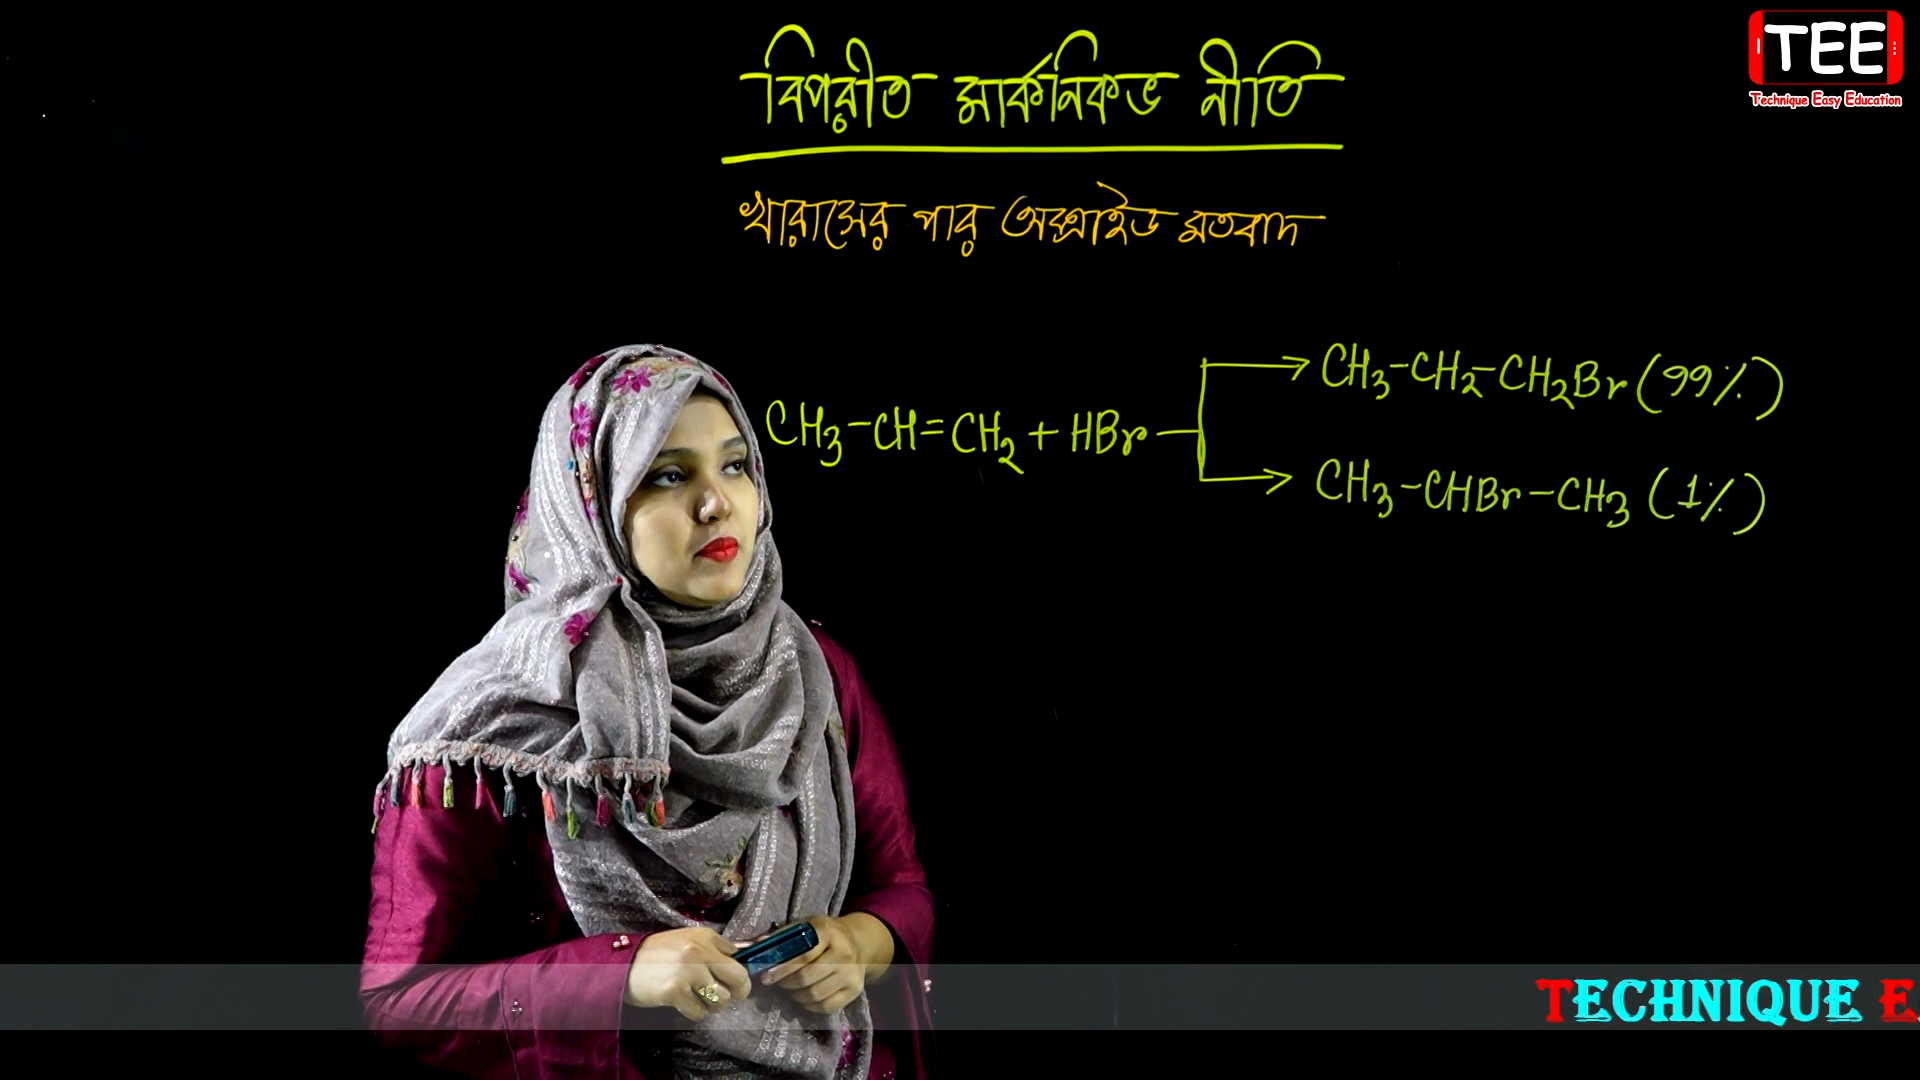 বিপরীত মার্কনিকভ নীতি
খারাসের পার অক্সাইড মতবাদ
CH3-CH=CH2+HBr
CH3-CH2-CH2Br (99%)
CH3-CHBr-CH3 (1%)
TEE
Technique Easy Education
TECHNIQUE E